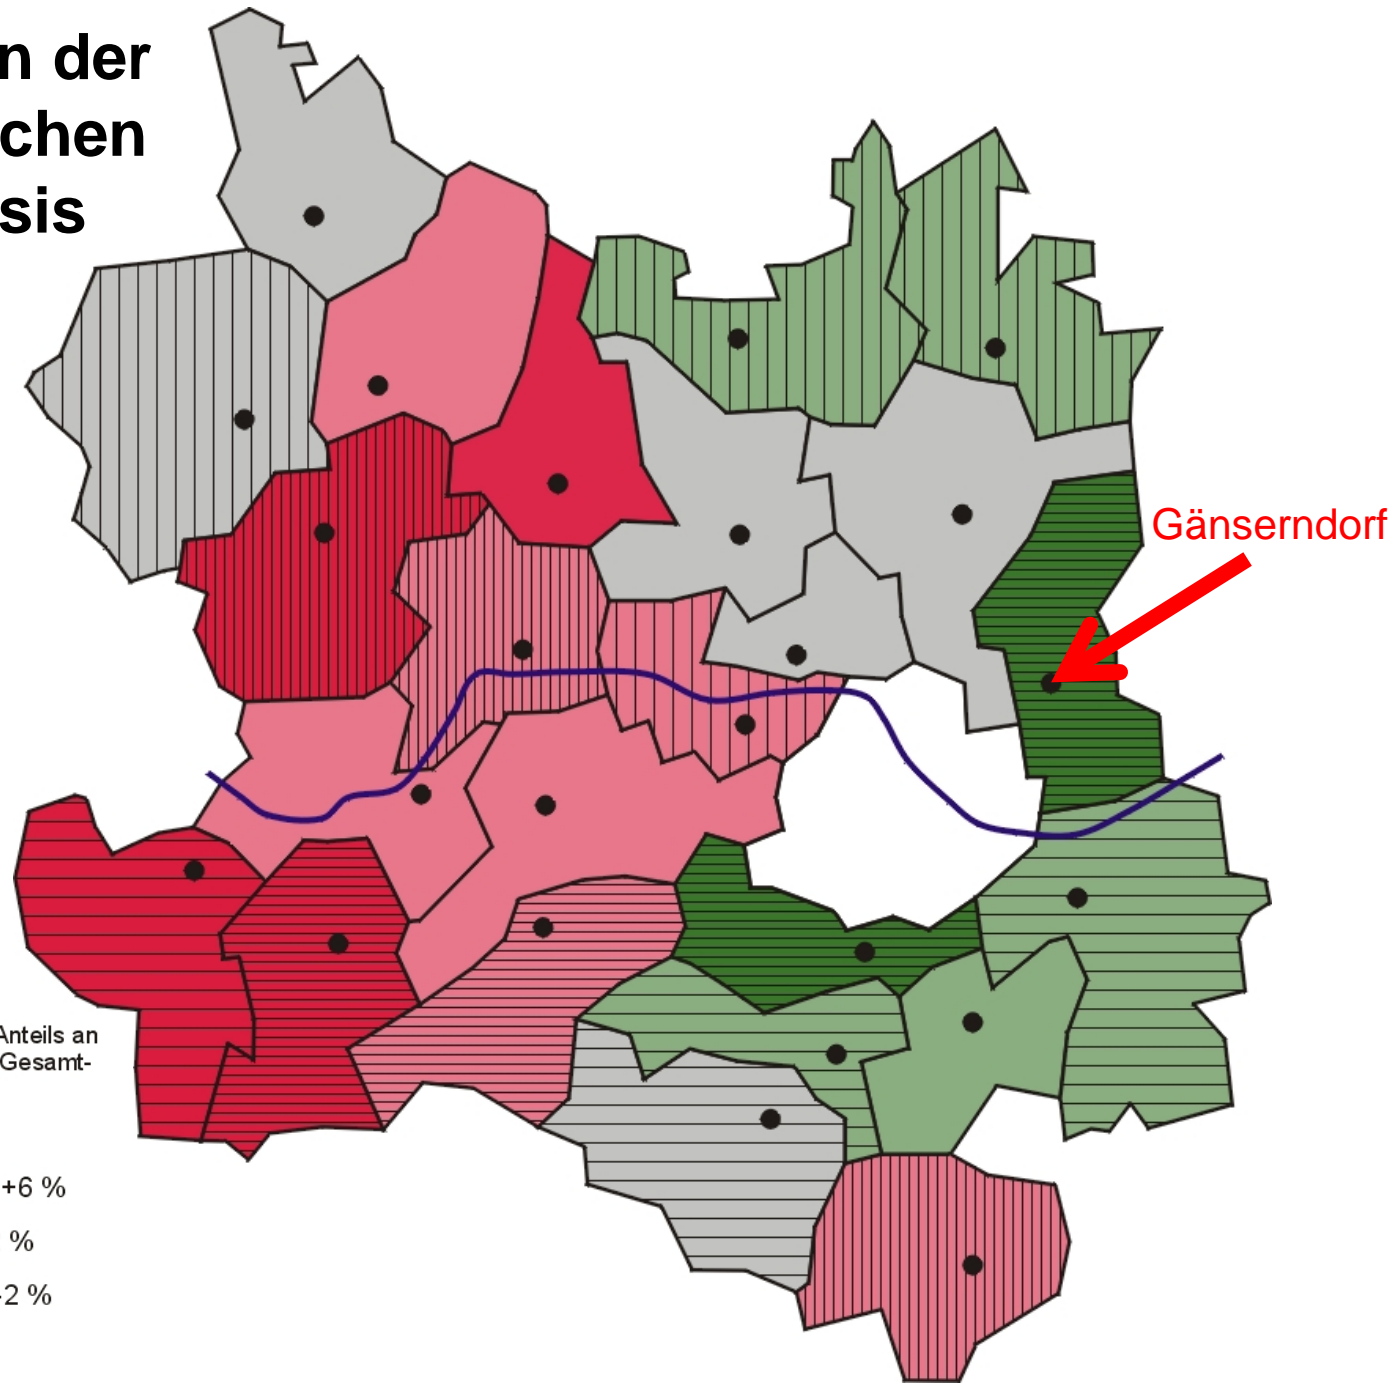 n der
chen
sis
Gänserndorf
Anteils an
Gesamt-
+6 %
%
-2 %